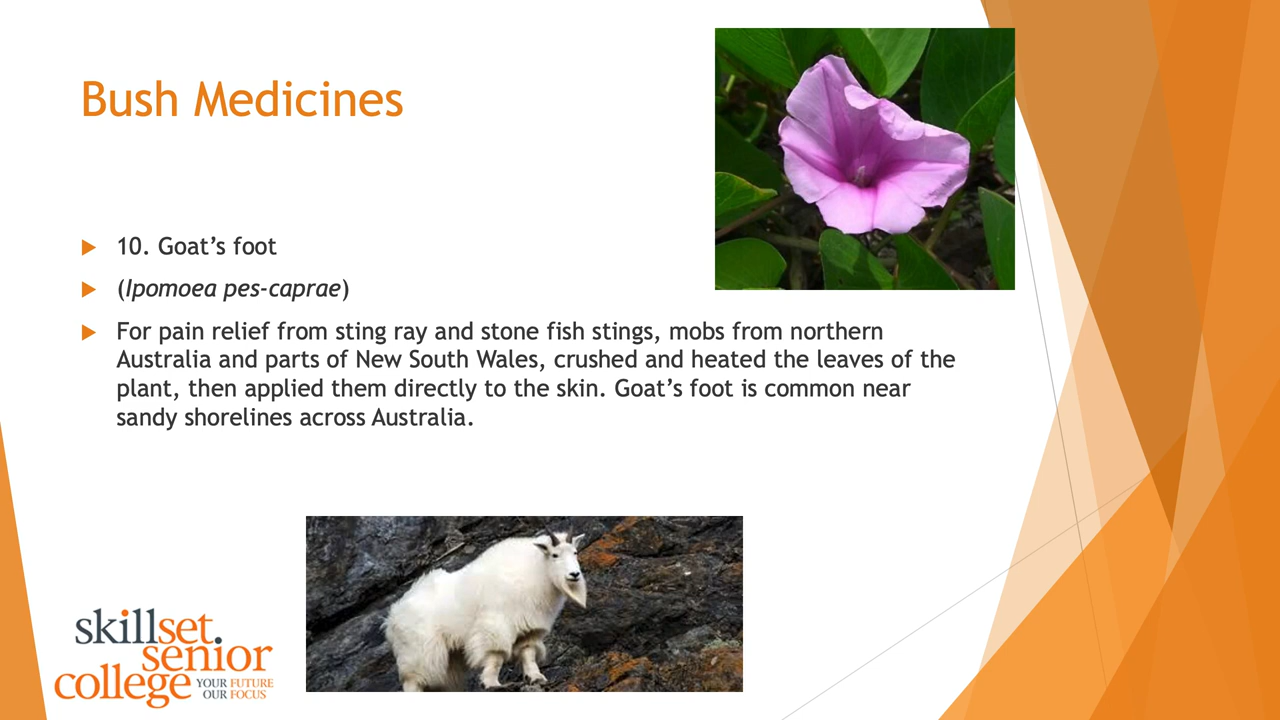 Bush Medicines
10. Goat's foot
(Ipomoea pes-caprae)
For pain relief from sting ray and stone fish stings, mobs from northern
Australia and parts of New South Wales, crushed and heated the leaves of the
plant, then applied them directly to the skin. Goat's foot is common near
sandy shorelines across Australia.
skillset.
senior
college YOUR FUTURE
OUR FOCUS